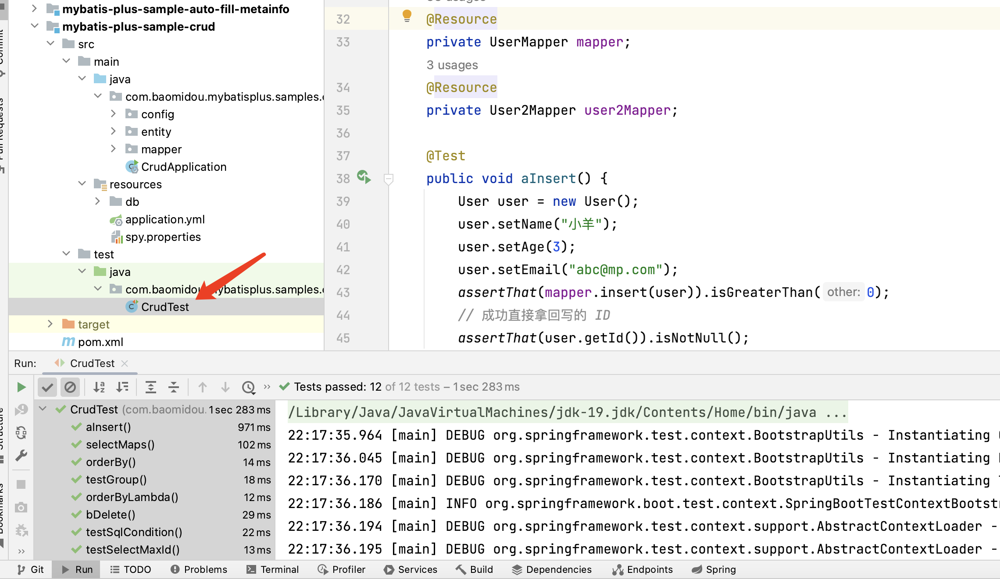 mybatis-plus-sample-auto-fill-metainfo
mybatis-plus-sample-crud
src
main
java
com.baomidou.mybatisplus.samples.
config
entity
mapper
CrudApplication
resources
db
application.yml
spy.properties
test
java
com.baomidou.mybatisplus.samples.
CrudTest
target
pom.xml
usages
32 @Resource
33 private UserMapper mapper;
3 usages
34 @Resource
35 private User2Mapper user2Mapper;
36
37 @Test
38 public void aInsert() {
39 User user = new User();
40 user.setName("小羊");
41 user.setAge(3);
42 user.setEmail("abc@mp.com");
43 assertThat(mapper.insert(user)).isGreaterThan( other: 0);
44 // 成功直接拿回写的 ID
45 assertThat(user.getId()).isNotNull();
Commit
Pull Requests
Structure
Bookmarks
Run: CrudTest
Tests passed: 12 of 12 tests – 1 sec 283 ms
CrudTest (com.baomidou. 1 sec 283 ms
aInsert() 971 ms
selectMaps() 102 ms
orderBy() 14 ms
testGroup() 18 ms
orderByLambda() 12 ms
bDelete() 29 ms
testSqlCondition() 22 ms
testSelectMaxId() 13 ms
/Library/Java/JavaVirtualMachines/jdk-19.jdk/Contents/Home/bin/java ...
22:17:35.964 [main] DEBUG org.springframework.test.context.BootstrapUtils - Instantiating
22:17:36.045 [main] DEBUG org.springframework.test.context.BootstrapUtils - Instantiating
22:17:36.170 [main] DEBUG org.springframework.test.context.BootstrapUtils - Instantiating
22:17:36.186 [main] INFO org.springframework.boot.test.context.SpringBootTestContextBootst
22:17:36.194 [main] DEBUG org.springframework.test.context.support.AbstractContextLoader -
22:17:36.195 [main] DEBUG org.springframework.test.context.support.AbstractContextLoader -
Git Run TODO Problems Terminal Profiler Services Build Dependencies Endpoints Spring